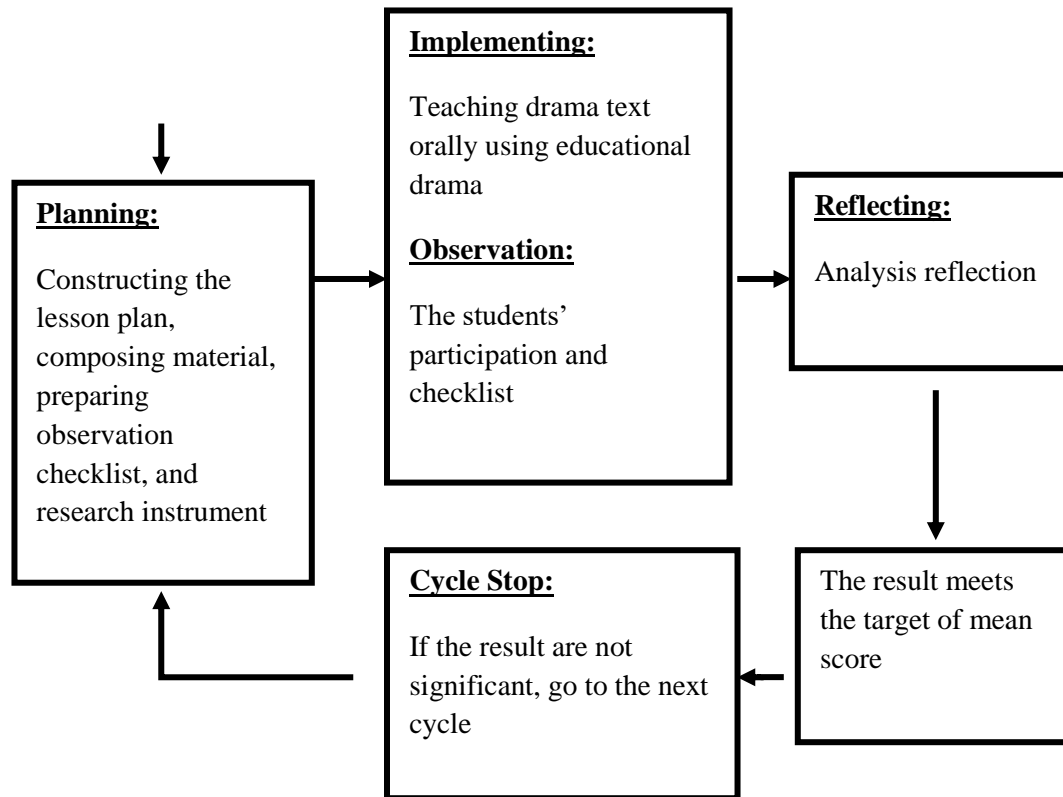 Planning:
Constructing the
lesson plan,
composing material,
preparing
observation
checklist, and
research instrument
Implementing:
Teaching drama text
orally using educational
drama
Observation:
The students’
participation and
checklist
Reflecting:
Analysis reflection
The result meets
the target of mean
score
Cycle Stop:
If the result are not
significant, go to the next
cycle